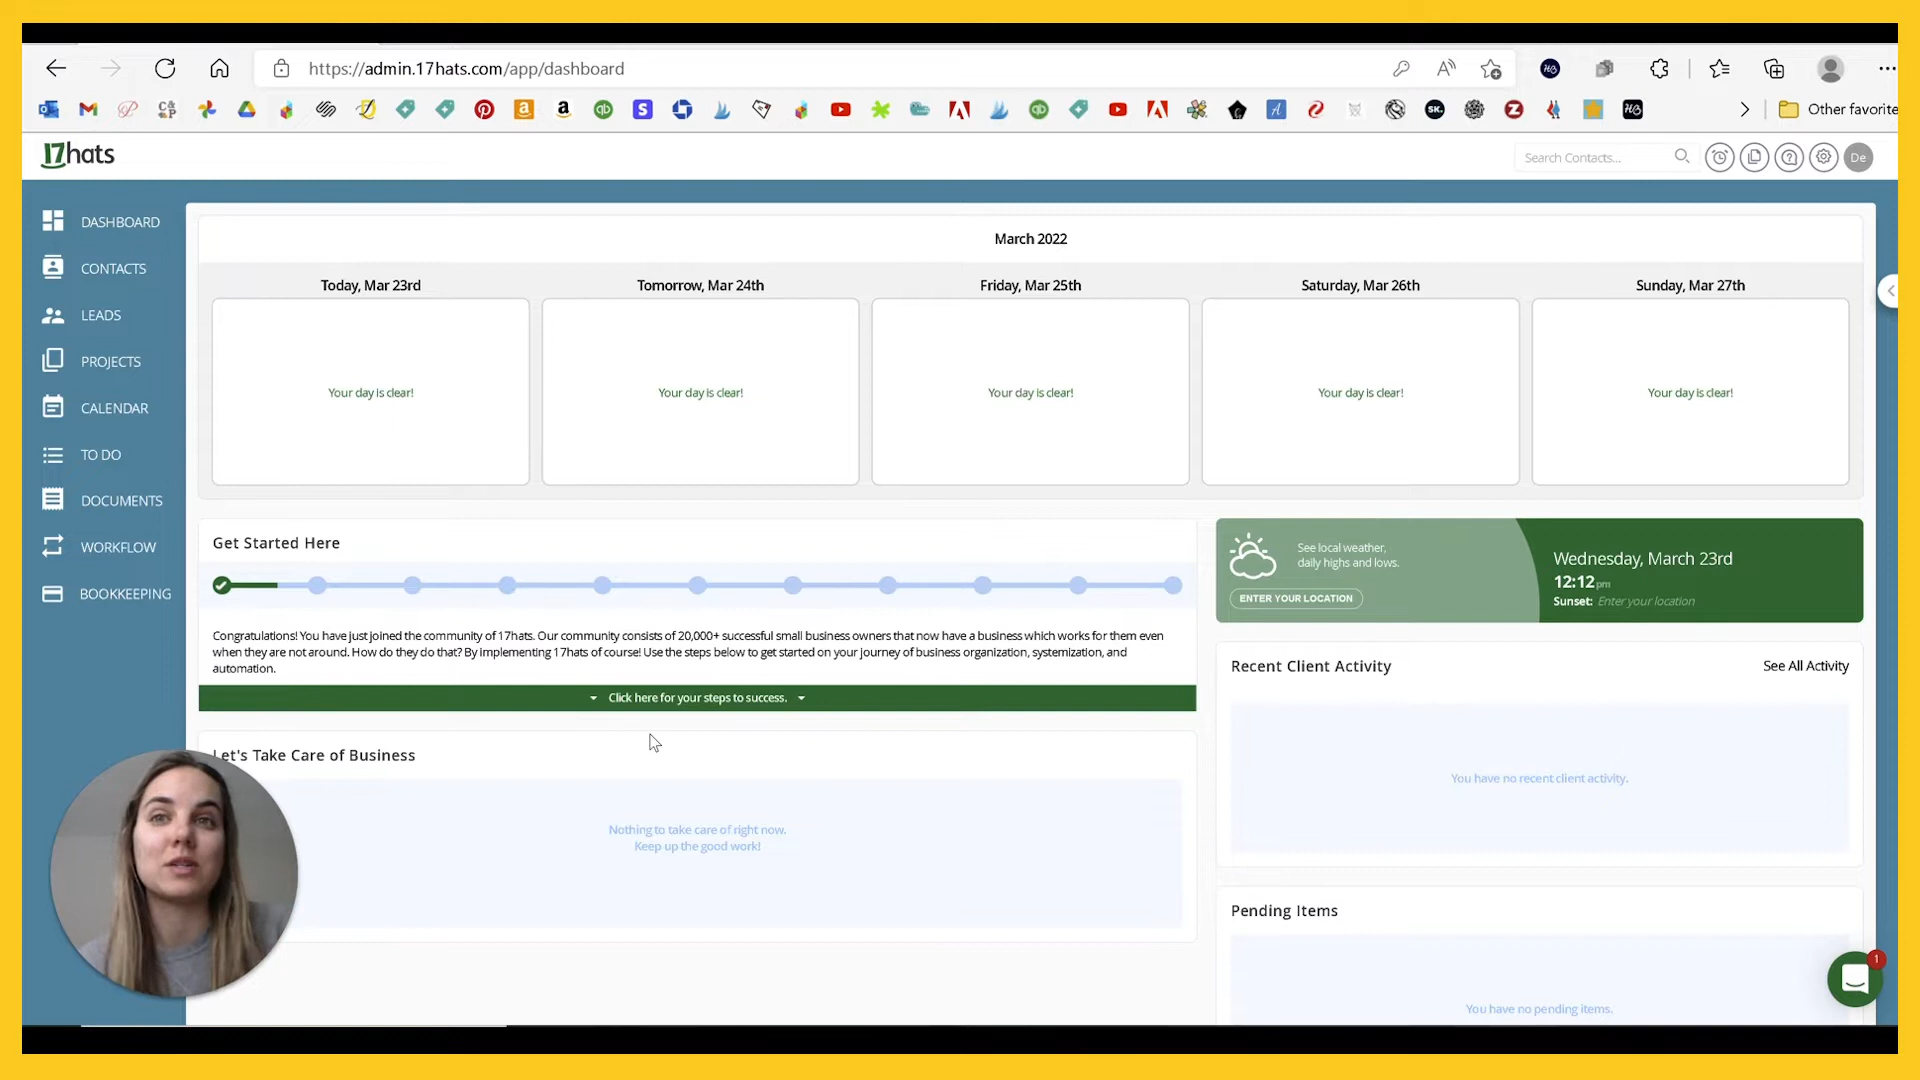 https://admin.17hats.com/app/dashboard
Other favorite
17hats
Search Contacts...
De
DASHBOARD
CONTACTS
LEADS
PROJECTS
CALENDAR
TO DO
DOCUMENTS
WORKFLOW
BOOKKEEPING
March 2022
Today, Mar 23rd
Tomorrow, Mar 24th
Friday, Mar 25th
Saturday, Mar 26th
Sunday, Mar 27th
Your day is clear!
Your day is clear!
Your day is clear!
Your day is clear!
Your day is clear!
Get Started Here
Congratulations! You have just joined the community of 17hats. Our community consists of 20,000+ successful small business owners that now have a business which works for them even
when they are not around. How do they do that? By implementing 17hats of course! Use the steps below to get started on your journey of business organization, systemization, and
automation.
Click here for your steps to success.
Let's Take Care of Business
Nothing to take care of right now.
Keep up the good work!
See local weather,
daily highs and lows.
ENTER YOUR LOCATION
Wednesday, March 23rd
12:12 pm
Sunset: Enter your location
Recent Client Activity
See All Activity
You have no recent client activity.
Pending Items
You have no pending items.
1